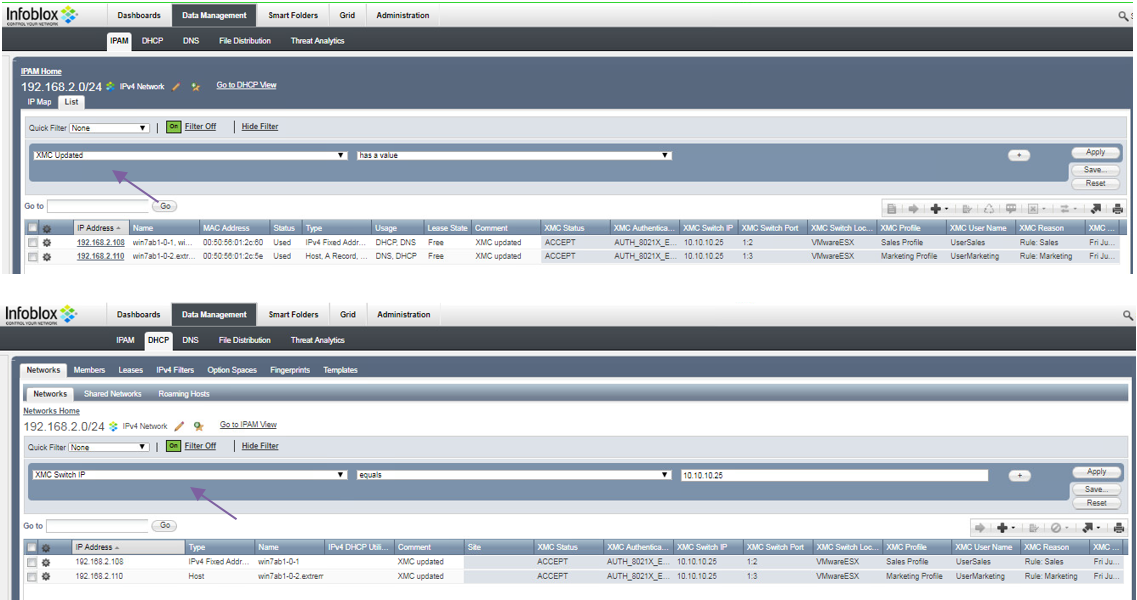 Infoblox Dashboards Data Management Smart Folders Grid Administration
CONTROL YOUR NETWORK
IPAM DHCP DNS File Distribution Threat Analytics
IPAM Home
192.168.2.0/24 IPv4 Network Go to DHCP View
IP Map List
Quick Filter None On Filter Off Hide Filter
XMC Updated has a value + Apply
Save...
Reset
Go to Go
IP Address Name MAC Address Status Type Usage Lease State Comment XMC Status XMC Authentica... XMC Switch IP XMC Switch Port XMC Switch Loc... XMC Profile XMC User Name XMC Reason XMC ...
192.168.2.108 win7ab1-0-1, wi... 00:50:56:01:2c:60 Used IPv4 Fixed Addr... DHCP, DNS Free XMC updated ACCEPT AUTH_8021X_E... 10.10.10.25 1:2 VMwareESX Sales Profile UserSales Rule: Sales Fri Ju...
192.168.2.110 win7ab1-0-2.extr... 00:50:56:01:2c:5e Used Host, A Record, ... DNS, DHCP Free XMC updated ACCEPT AUTH_8021X_E... 10.10.10.25 1:3 VMwareESX Marketing Profile UserMarketing Rule: Marketing Fri Ju...
Infoblox Dashboards Data Management Smart Folders Grid Administration
CONTROL YOUR NETWORK
IPAM DHCP DNS File Distribution Threat Analytics
Networks Members Leases IPv4 Filters Option Spaces Fingerprints Templates
Networks Shared Networks Roaming Hosts
Networks Home
192.168.2.0/24 IPv4 Network Go to IPAM View
Quick Filter None On Filter Off Hide Filter
XMC Switch IP equals 10.10.10.25 + Apply
Save...
Reset
Go to Go
IP Address Type Name IPv4 DHCP Utili... Comment Site XMC Status XMC Authentica... XMC Switch IP XMC Switch Port XMC Switch Loc... XMC Profile XMC User Name XMC Reason XMC ...
192.168.2.108 IPv4 Fixed Addr... win7ab1-0-1 XMC updated ACCEPT AUTH_8021X_E... 10.10.10.25 1:2 VMwareESX Sales Profile UserSales Rule: Sales Fri Ju...
192.168.2.110 Host win7ab1-0-2.extrem XMC updated ACCEPT AUTH_8021X_E... 10.10.10.25 1:3 VMwareESX Marketing Profile UserMarketing Rule: Marketing Fri Ju...